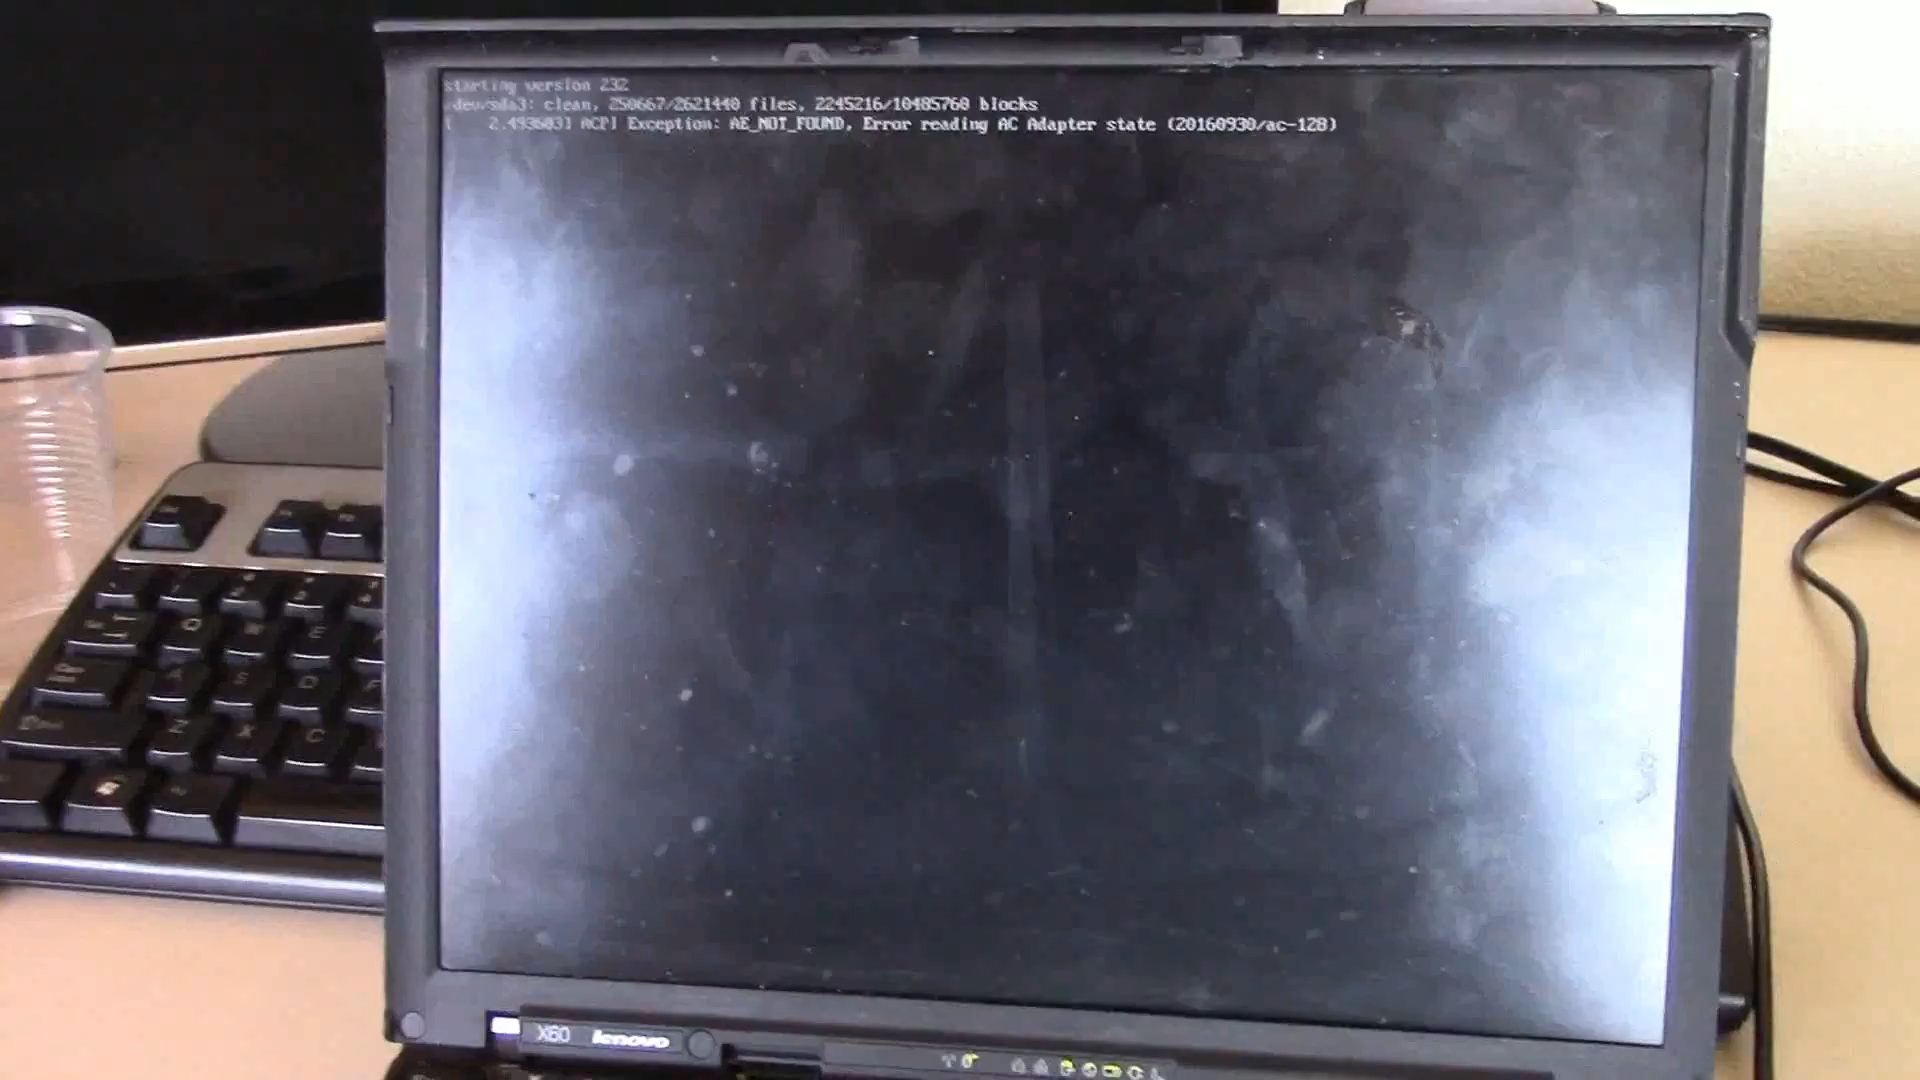 starting version 232
/dev/sda3: clean, 250667/2621440 files, 2245216/10485760 blocks
[    2.493603] ACPI Exception: AE_NOT_FOUND, Error reading AC Adapter state (20160930/ac-128)
Q W E
A S D F
Z X C
X60 lenovo